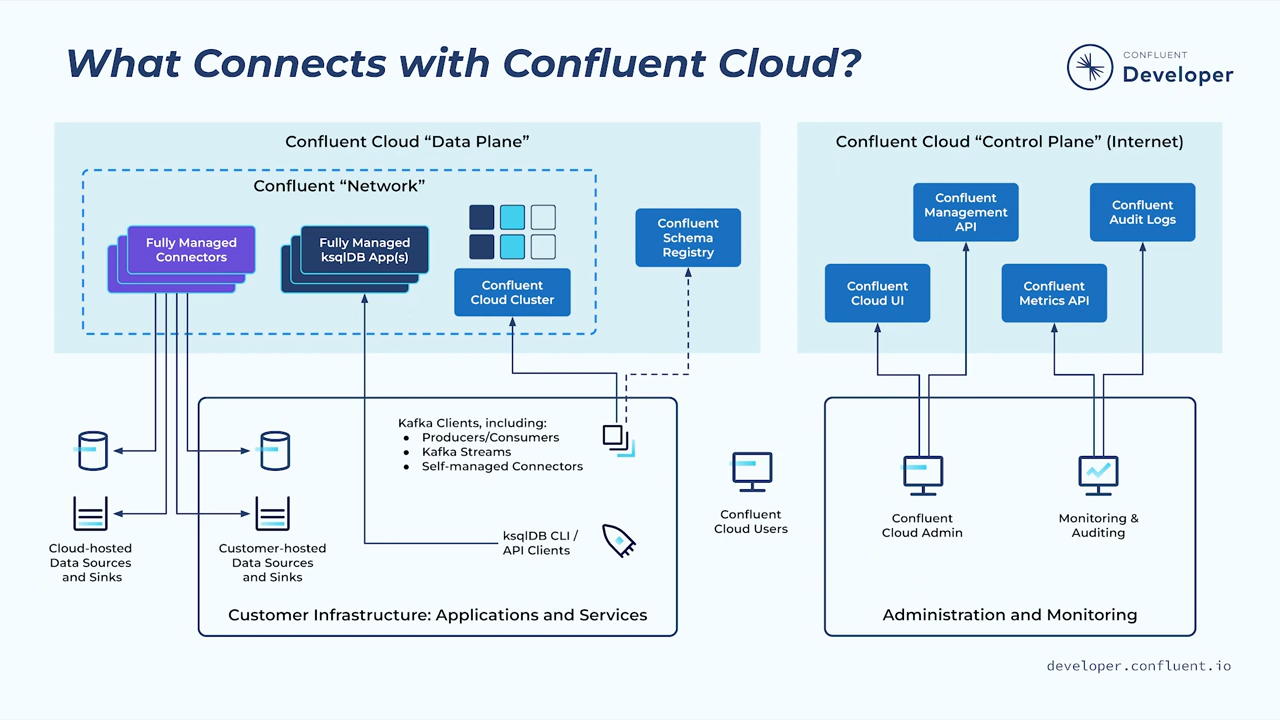 What Connects with Confluent Cloud?
CONFLUENT
Developer
Confluent Cloud “Data Plane”
Confluent “Network”
Fully Managed
Connectors
Fully Managed
ksqlDB App(s)
Confluent
Cloud Cluster
Confluent
Schema
Registry
Confluent Cloud “Control Plane” (Internet)
Confluent
Management
API
Confluent
Audit Logs
Confluent
Cloud UI
Confluent
Metrics API
Kafka Clients, including:
● Producers/Consumers
● Kafka Streams
● Self-managed Connectors
ksqlDB CLI /
API Clients
Cloud-hosted
Data Sources
and Sinks
Customer-hosted
Data Sources
and Sinks
Customer Infrastructure: Applications and Services
Confluent
Cloud Users
Confluent
Cloud Admin
Monitoring &
Auditing
Administration and Monitoring
developer.confluent.io